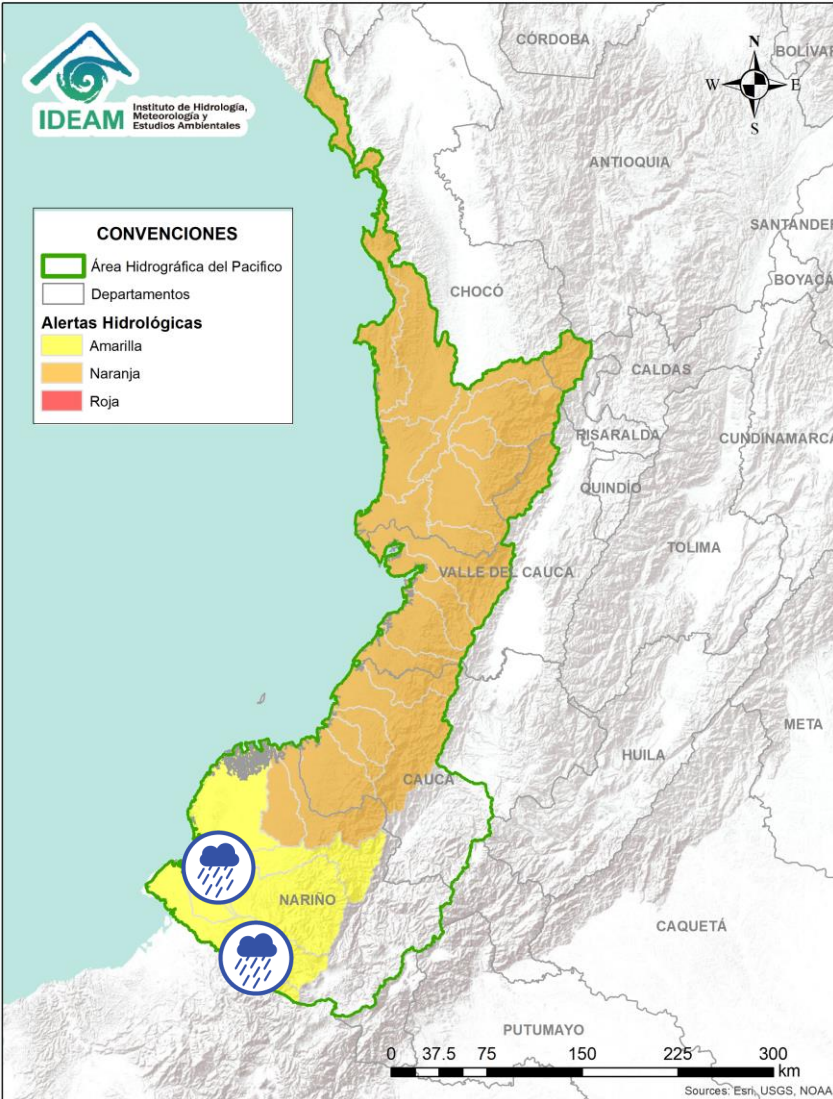 IDEAM
Instituto de Hidrología,
Meteorología y
Estudios Ambientales
N
W
E
S
CÓRDOBA
BOLÍVAR
ANTIOQUIA
SANTANDER
BOYACÁ
CONVENCIONES
Área Hidrográfica del Pacifico
Departamentos
Alertas Hidrológicas
Amarilla
Naranja
Roja
CHOCÓ
CALDAS
RISARALDA
CUNDINAMARCA
QUINDÍO
TOLIMA
VALLE DEL CAUCA
META
HUILA
CAUCA
NARIÑO
CAQUETÁ
PUTUMAYO
0 37.5 75 150 225 300
km
Sources: Esri, USGS, NOAA